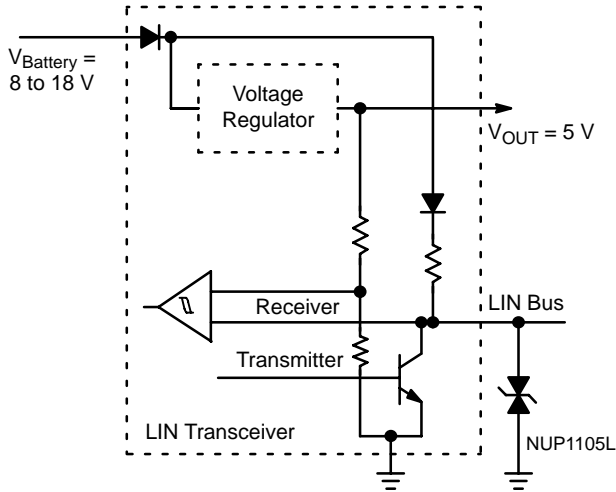 V_Battery =
8 to 18 V
Voltage
Regulator
V_OUT = 5 V
Receiver
LIN Bus
Transmitter
LIN Transceiver
NUP1105L